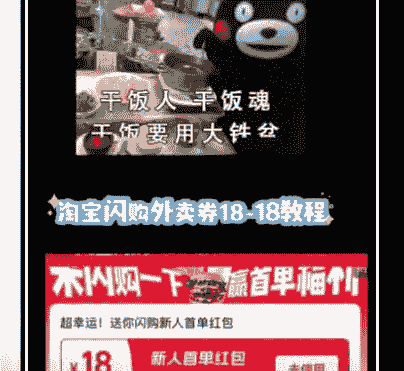 干饭人 干饭魂
干饭要用大铁盆
淘宝闪购外卖券18-18教程
闪购一下 赢首单福利
超幸运！送你闪购新人首单红包
¥18 新人首单红包